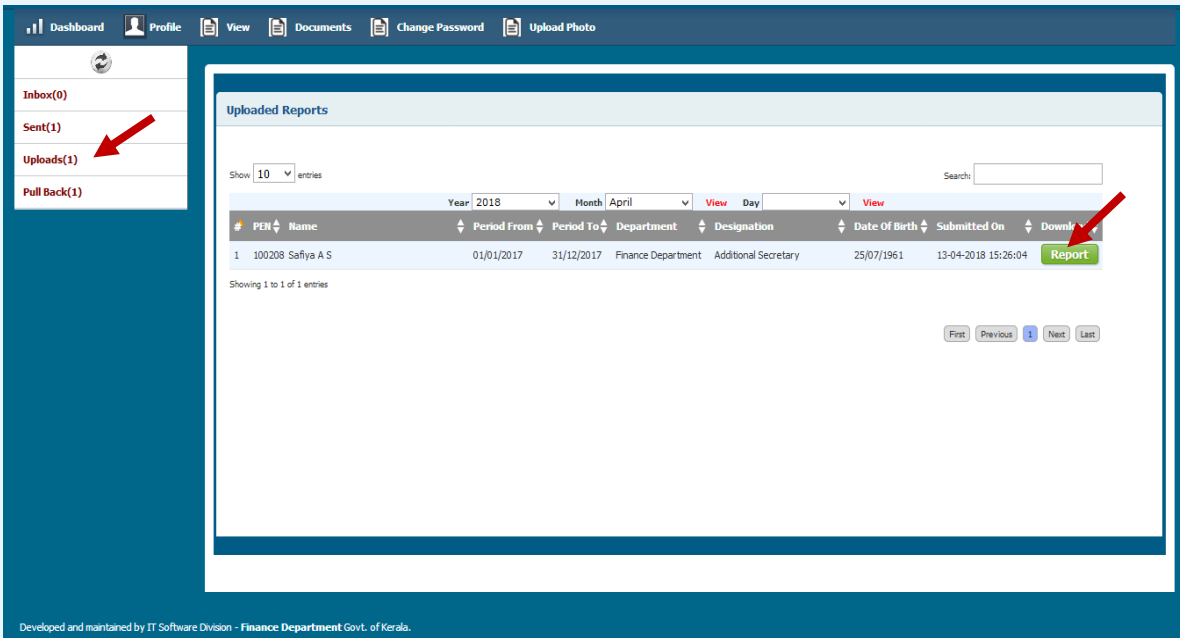 Dashboard Profile View Documents Change Password Upload Photo
Inbox(0)
Sent(1)
Uploads(1)
Pull Back(1)
Uploaded Reports
Show 10 entries Search:
Year 2018 Month April View Day View
# PEN Name Period From Period To Department Designation Date Of Birth Submitted On
1 100208 Safiya A S 01/01/2017 31/12/2017 Finance Department Additional Secretary 25/07/1961 13-04-2018 15:26:04 Report
Showing 1 to 1 of 1 entries
First Previous 1 Next Last
Developed and maintained by IT Software Division - Finance Department Govt. of Kerala.